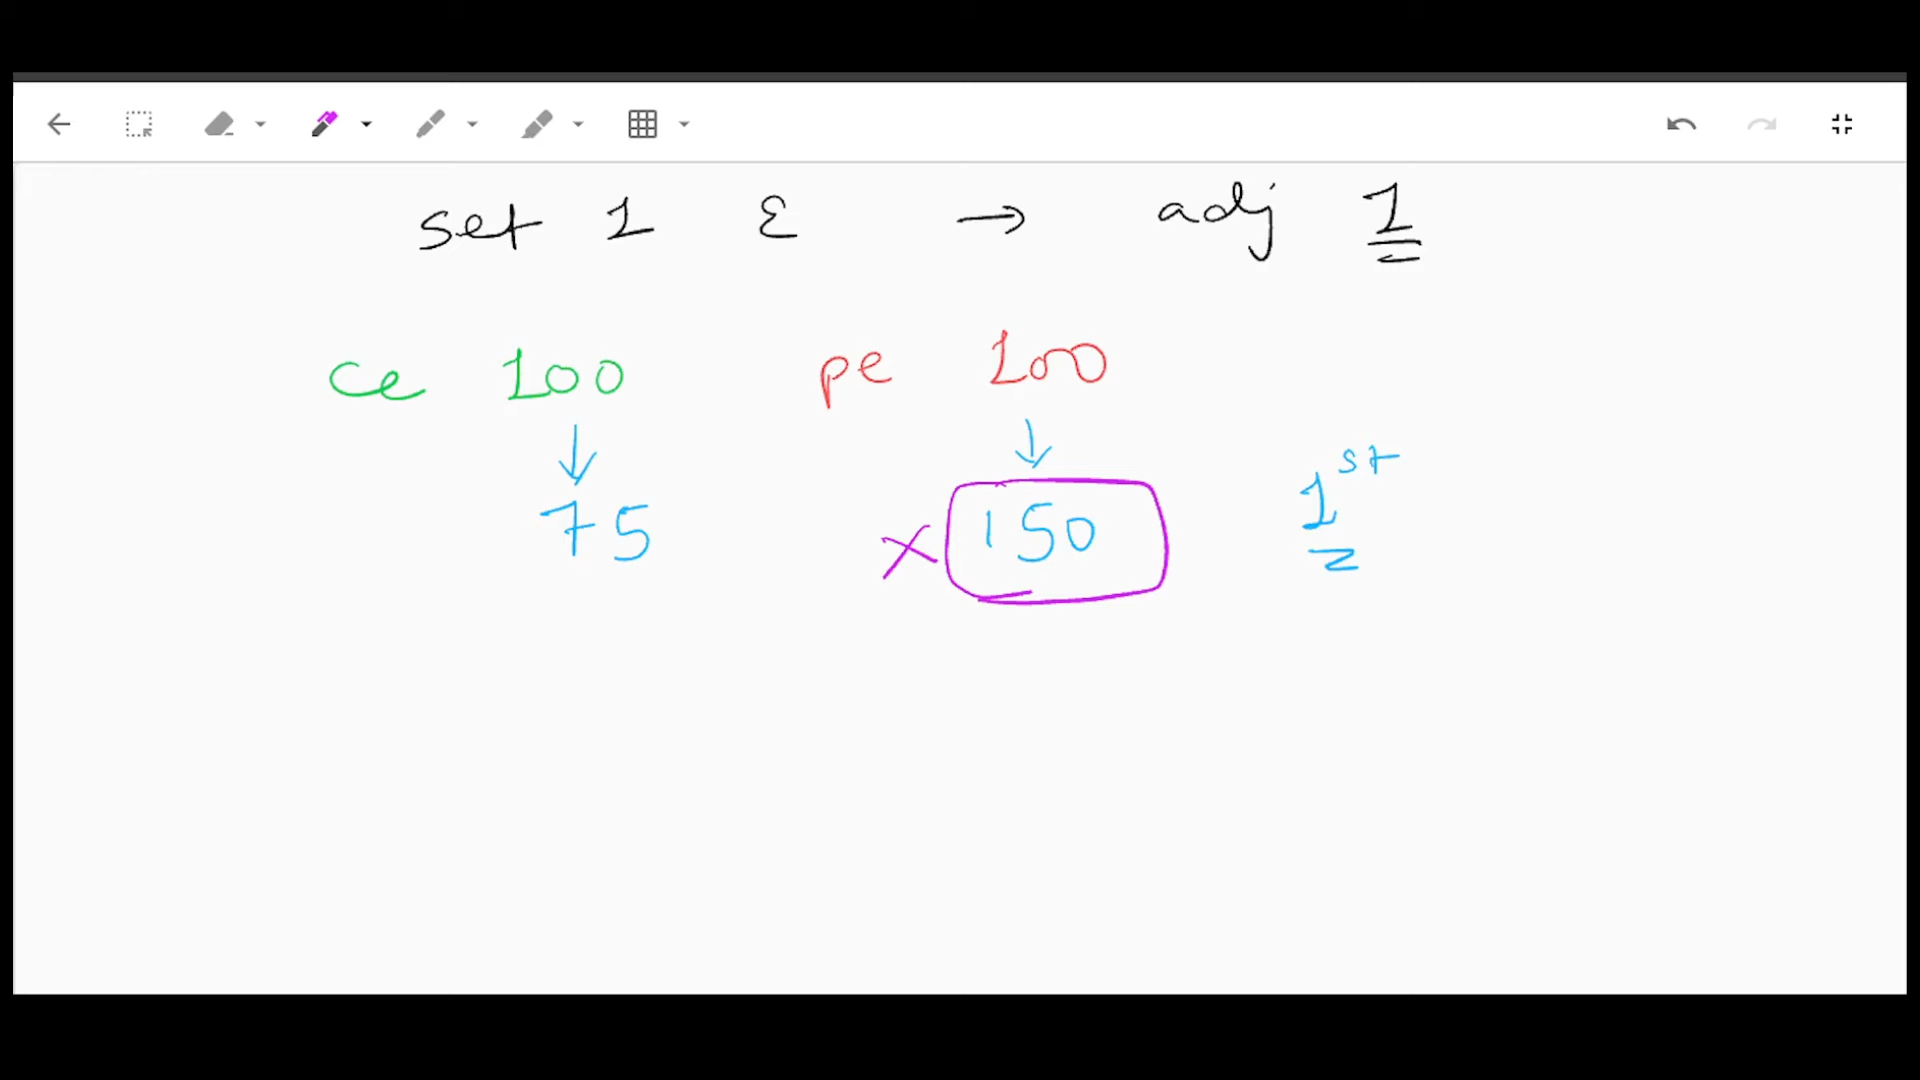 set 1 ε → adj 1
ce 100 pe 100
↓ ↓
75 x 150 1st